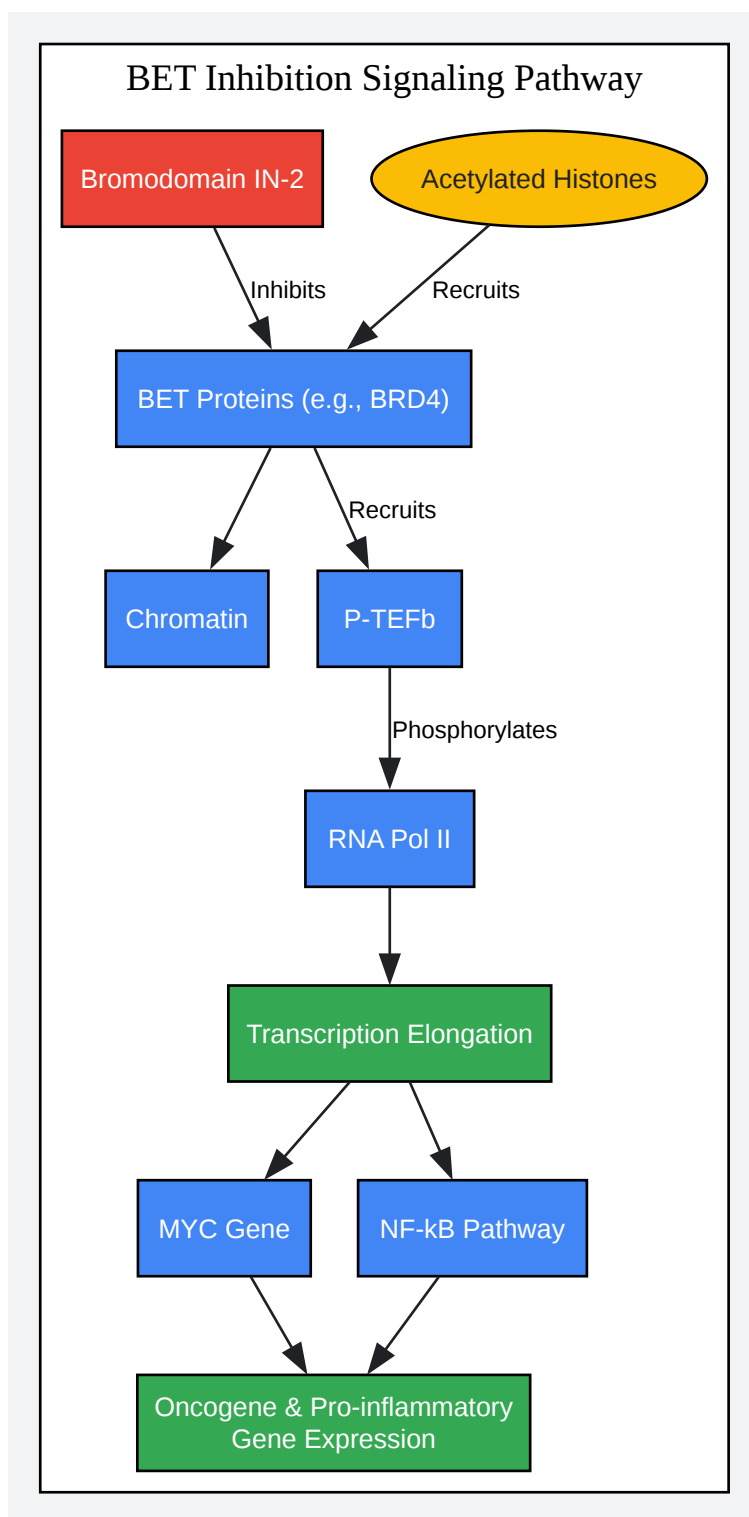 BET Inhibition Signaling Pathway
Bromodomain IN-2
Acetylated Histones
Inhibits
Recruits
BET Proteins (e.g., BRD4)
Recruits
Chromatin
P-TEFb
Phosphorylates
RNA Pol II
Transcription Elongation
MYC Gene
NF-kB Pathway
Oncogene & Pro-inflammatory
Gene Expression